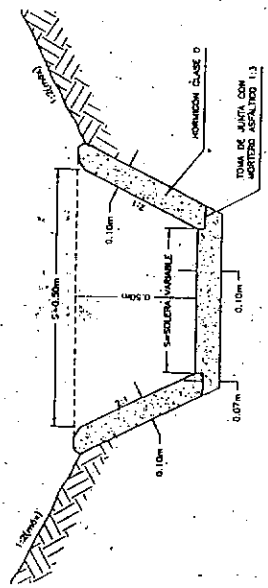 1:2(máx)
1:2(máx)
S+0.50m
2:1
2:1
0.10m
0.10m
0.50m
S=SOLERA VARIABLE
HORMIGON CLASE D
TOMA DE JUNTA CON
MORTERO ASFÁLTICO 1:3
0.07m
0.10m